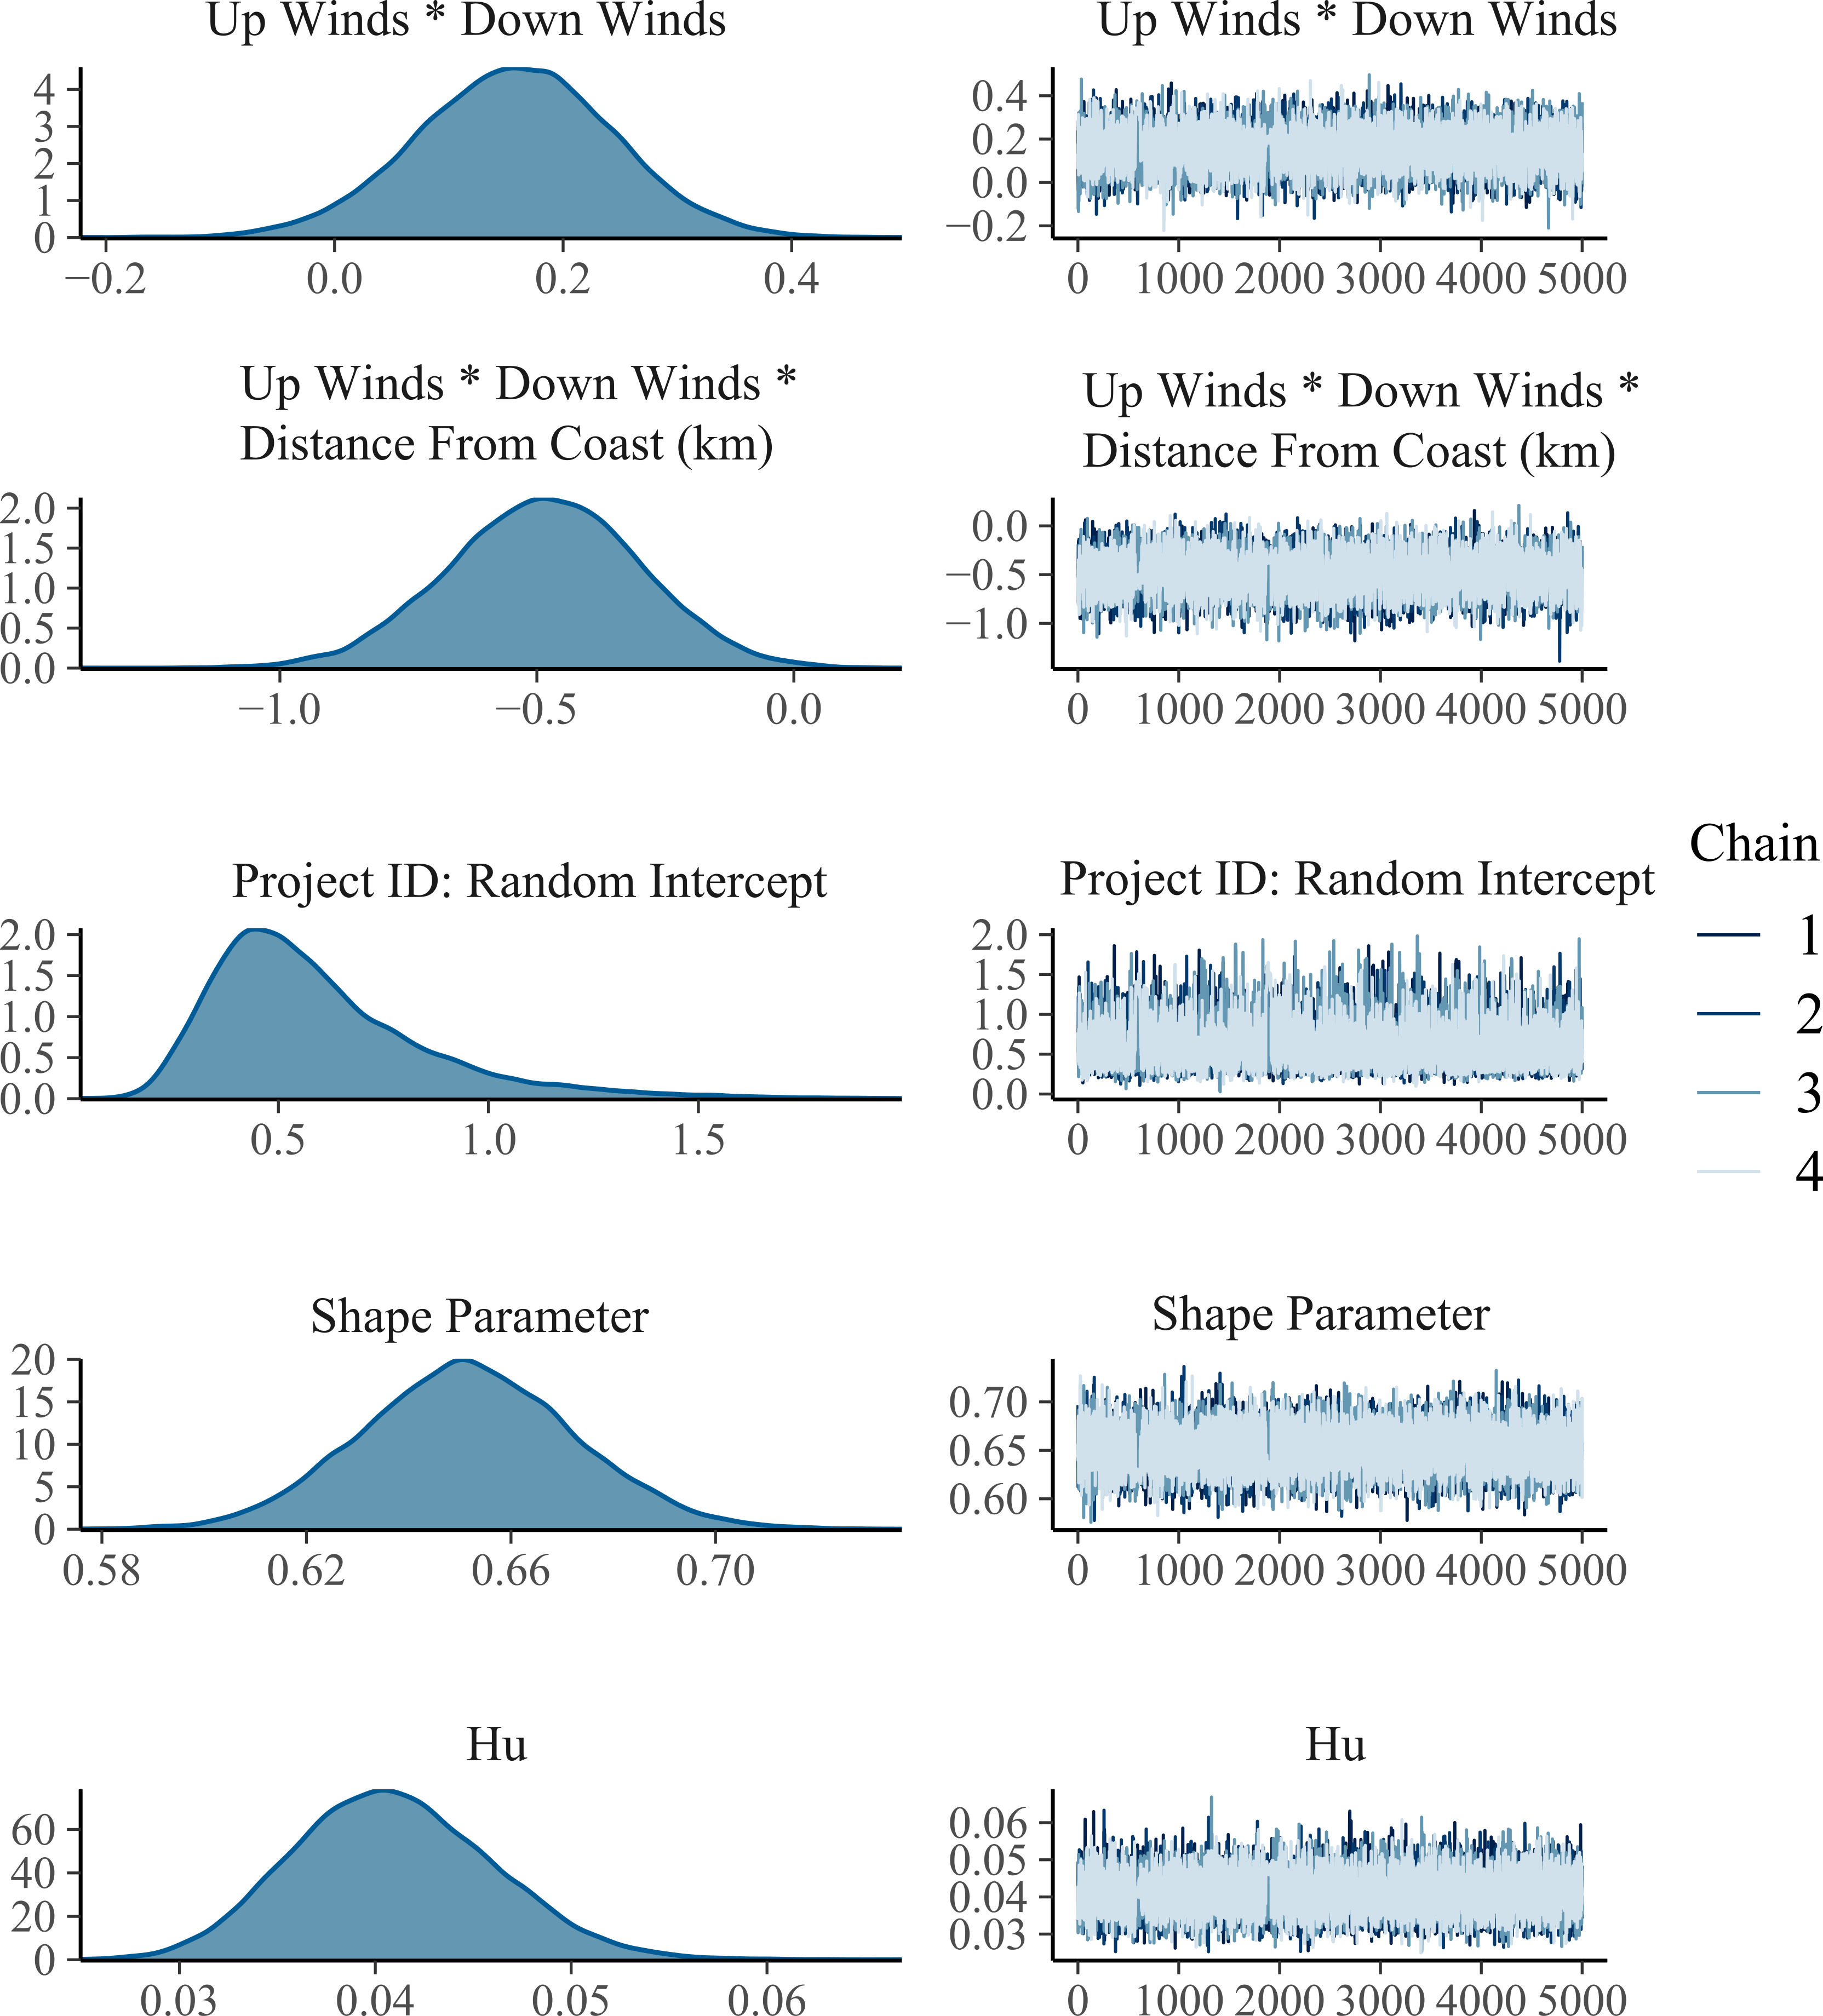 Up Winds * Down Winds
Up Winds * Down Winds
4
3
2
1
0
−0.2 0.0 0.2 0.4
0.4
0.2
0.0
−0.2
0 1000 2000 3000 4000 5000
Up Winds * Down Winds *
Distance From Coast (km)
Up Winds * Down Winds *
Distance From Coast (km)
2.0
1.5
1.0
0.5
0.0
−1.0 −0.5 0.0
0.0
−0.5
−1.0
0 1000 2000 3000 4000 5000
Project ID: Random Intercept
Project ID: Random Intercept
2.0
1.5
1.0
0.5
0.0
0.5 1.0 1.5
2.0
1.5
1.0
0.5
0.0
0 1000 2000 3000 4000 5000
Chain
1
2
3
4
Shape Parameter
Shape Parameter
20
15
10
5
0
0.58 0.62 0.66 0.70
0.70
0.65
0.60
0 1000 2000 3000 4000 5000
Hu
Hu
60
40
20
0
0.03 0.04 0.05 0.06
0.06
0.05
0.04
0.03
0 1000 2000 3000 4000 5000